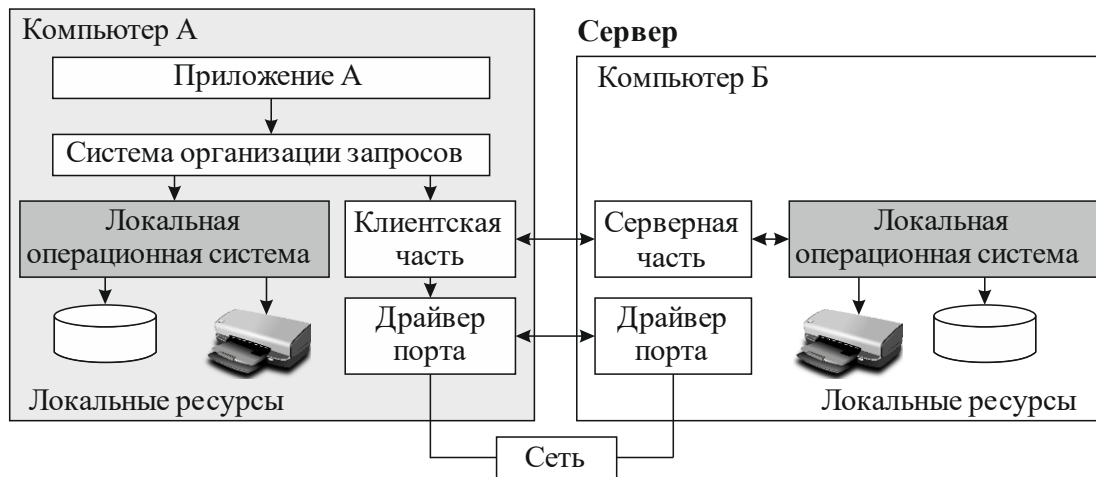 Компьютер А
Приложение А
Система организации запросов
Локальная
операционная система
Клиентская
часть
Драйвер
порта
Локальные ресурсы
Сервер
Компьютер Б
Серверная
часть
Локальная
операционная система
Драйвер
порта
Локальные ресурсы
Сеть